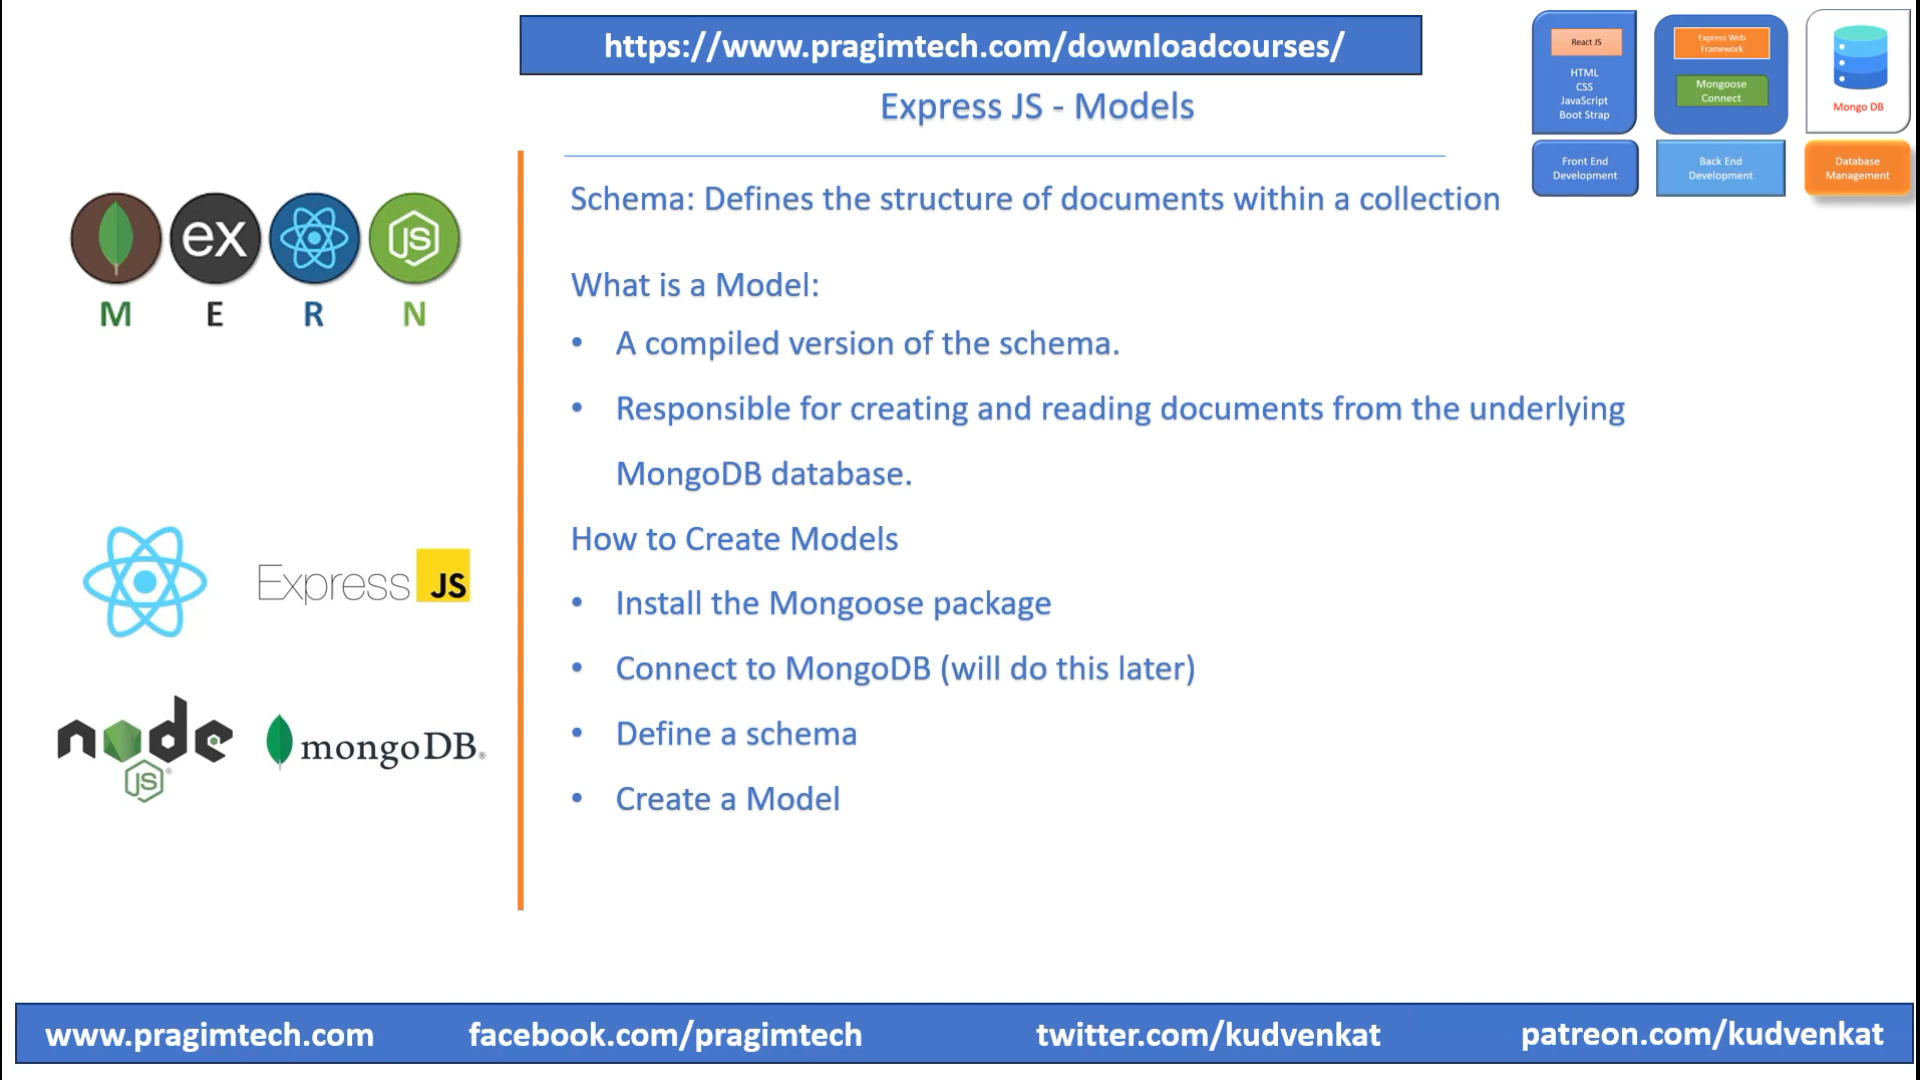 https://www.pragimtech.com/downloadcourses/
Express JS - Models
React JS
HTML
CSS
JavaScript
Boot Strap
Express Web
Framework
Mongoose
Connect
Mongo DB
Front End
Development
Back End
Development
Database
Management
Schema: Defines the structure of documents within a collection
What is a Model:
• A compiled version of the schema.
• Responsible for creating and reading documents from the underlying
MongoDB database.
How to Create Models
• Install the Mongoose package
• Connect to MongoDB (will do this later)
• Define a schema
• Create a Model
ex
JS
M E R N
Express JS
node
JS
mongoDB
www.pragimtech.com
facebook.com/pragimtech
twitter.com/kudvenkat
patreon.com/kudvenkat